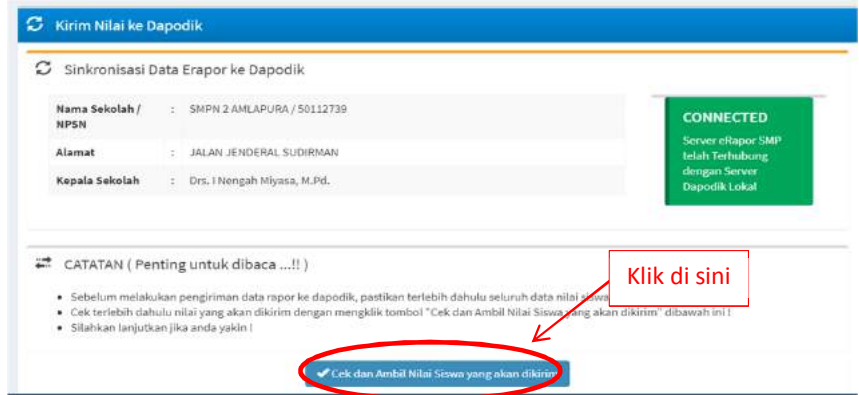 Kirim Nilai ke Dapodik
Sinkronisasi Data Erapor ke Dapodik
Nama Sekolah / NPSN : SMPN 2 AMLAPURA / 50112739
Alamat : JALAN JENDERAL SUDIRMAN
Kepala Sekolah : Drs. I Nengah Miyasa, M.Pd.
CONNECTED
Server eRapor SMP
telah Terhubung
dengan Server
Dapodik Lokal
CATATAN ( Penting untuk dibaca ...!! )
Klik di sini
Sebelum melakukan pengiriman data rapor ke dapodik, pastikan terlebih dahulu seluruh data nilai siswa
Cek terlebih dahulu nilai yang akan dikirim dengan mengklik tombol "Cek dan Ambil Nilai Siswa yang akan dikirim" dibawah ini !
Silahkan lanjutkan jika anda yakin !
Cek dan Ambil Nilai Siswa yang akan dikirim